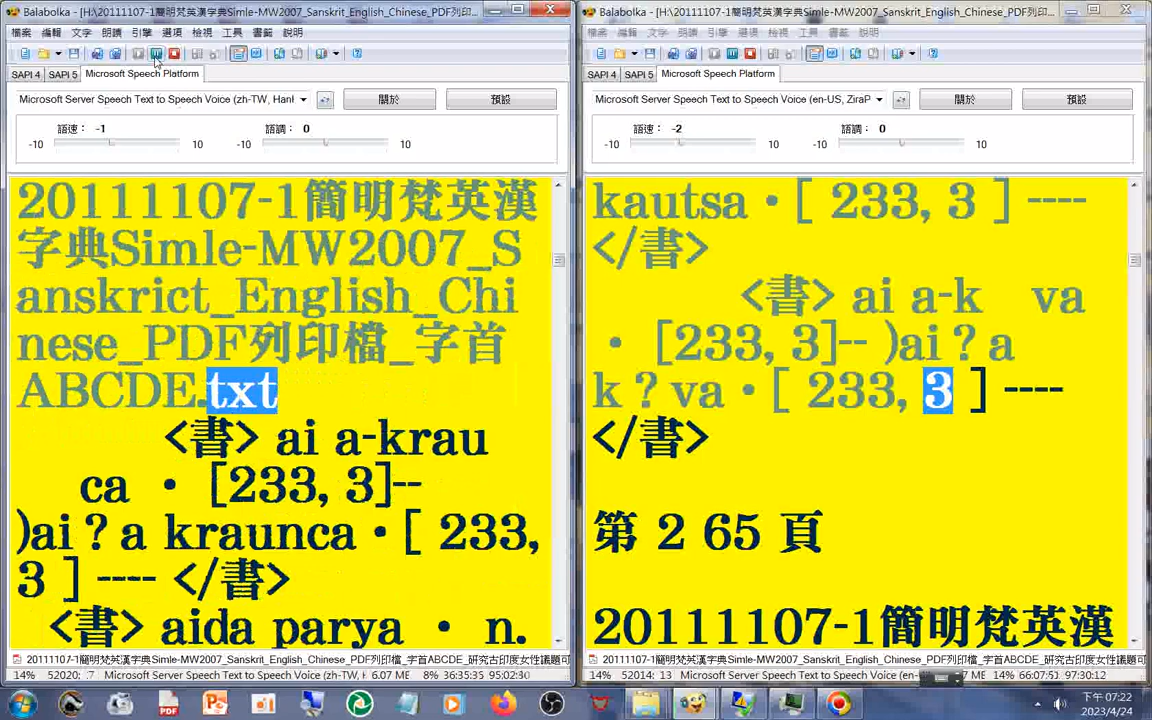 Balabolka - [H:\20111107-1簡明梵英漢字典Simle-MW2007_Sanskrit_English_Chinese_PDF列印...
檔案 編輯 文字 朗讀 引擎 選項 檢視 工具 書籤 說明
SAPI 4 SAPI 5 Microsoft Speech Platform
Microsoft Server Speech Text to Speech Voice (zh-TW, Hanl
關於 預設
語速: -1 語調: 0
-10 10 -10 10
20111107-1簡明梵英漢
字典Simle-MW2007_S
anskrict_English_Chi
nese_PDF列印檔_字首
ABCDE.txt
<書> ai a-krau
ca • [233, 3]--
)ai ? a kraunca • [ 233,
3 ] ---- </書>
<書> aida parya • n.
20111107-1簡明梵英漢字典Simle-MW2007_Sanskrit_English_Chinese_PDF列印檔_字首ABCDE_研究古印度女性議題可
14% 52020: .7 Microsoft Server Speech Text to Speech Voice (zh-TW, H 6.07 ME 8% 36:35:35 95:02:30
Balabolka - [H:\20111107-1簡明梵英漢字典Simle-MW2007_Sanskrit_English_Chinese_PDF列印...
檔案 編輯 文字 朗讀 引擎 選項 檢視 工具 書籤 說明
SAPI 4 SAPI 5 Microsoft Speech Platform
Microsoft Server Speech Text to Speech Voice (en-US, ZiraP
關於 預設
語速: -2 語調: 0
-10 10 -10 10
kautsa • [ 233, 3 ] ----
</書>
<書> ai a-k va
• [233, 3]-- )ai ? a
k ? va • [ 233, 3 ] ----
</書>
第 2 65 頁
20111107-1簡明梵英漢
20111107-1簡明梵英漢字典Simle-MW2007_Sanskrit_English_Chinese_PDF列印檔_字首ABCDE_研究古印度女性議題可
14% 52014: 13 Microsoft Server Speech Text to Speech Voice 14% 66:07:51 97:30:12
下午 07:22
2023/4/24